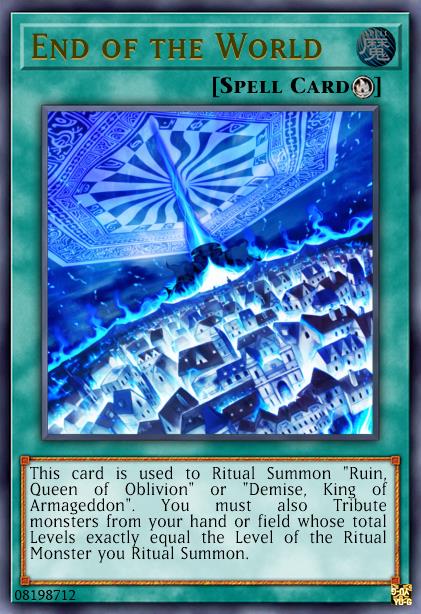 End of the World
魔
[Spell Card]
This card is used to Ritual Summon "Ruin,
Queen of Oblivion" or "Demise, King of
Armageddon". You must also Tribute
monsters from your hand or field whose total
Levels exactly equal the Level of the Ritual
Monster you Ritual Summon.
08198712